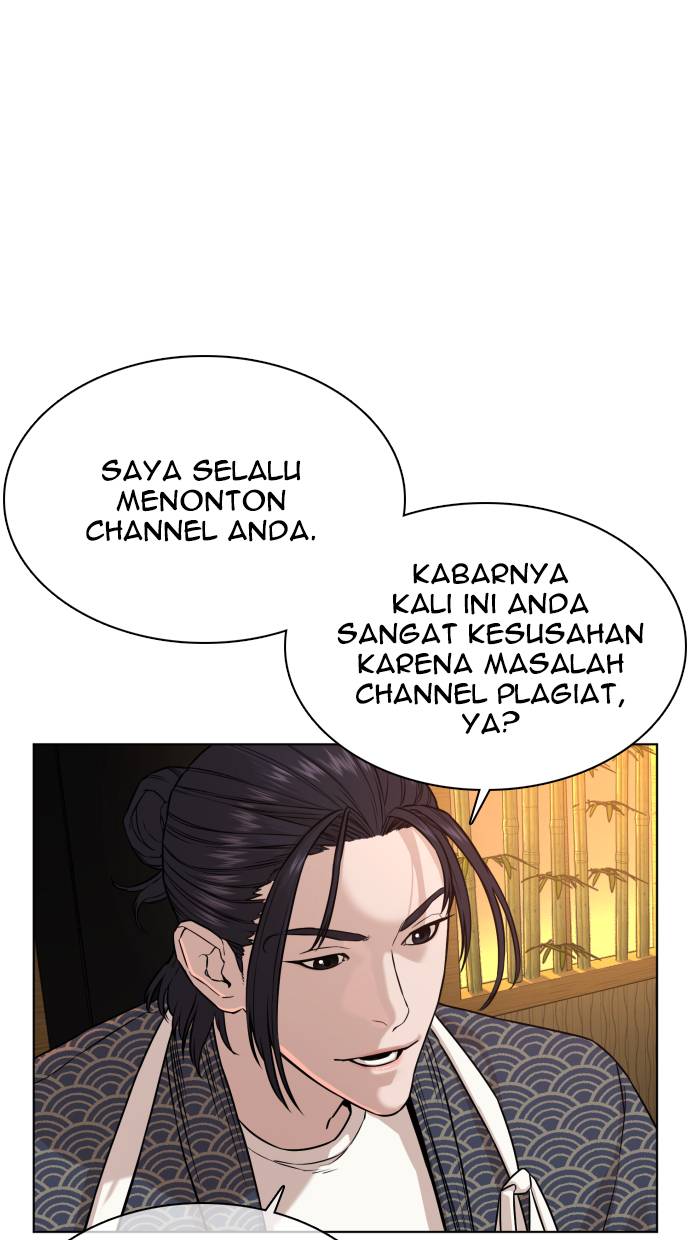 SAYA SELALU
MENONTON
CHANNEL ANDA.
KABARNYA
KALI INI ANDA
SANGAT KESUSAHAN
KARENA MASALAH
CHANNEL PLAGIAT,
YA?